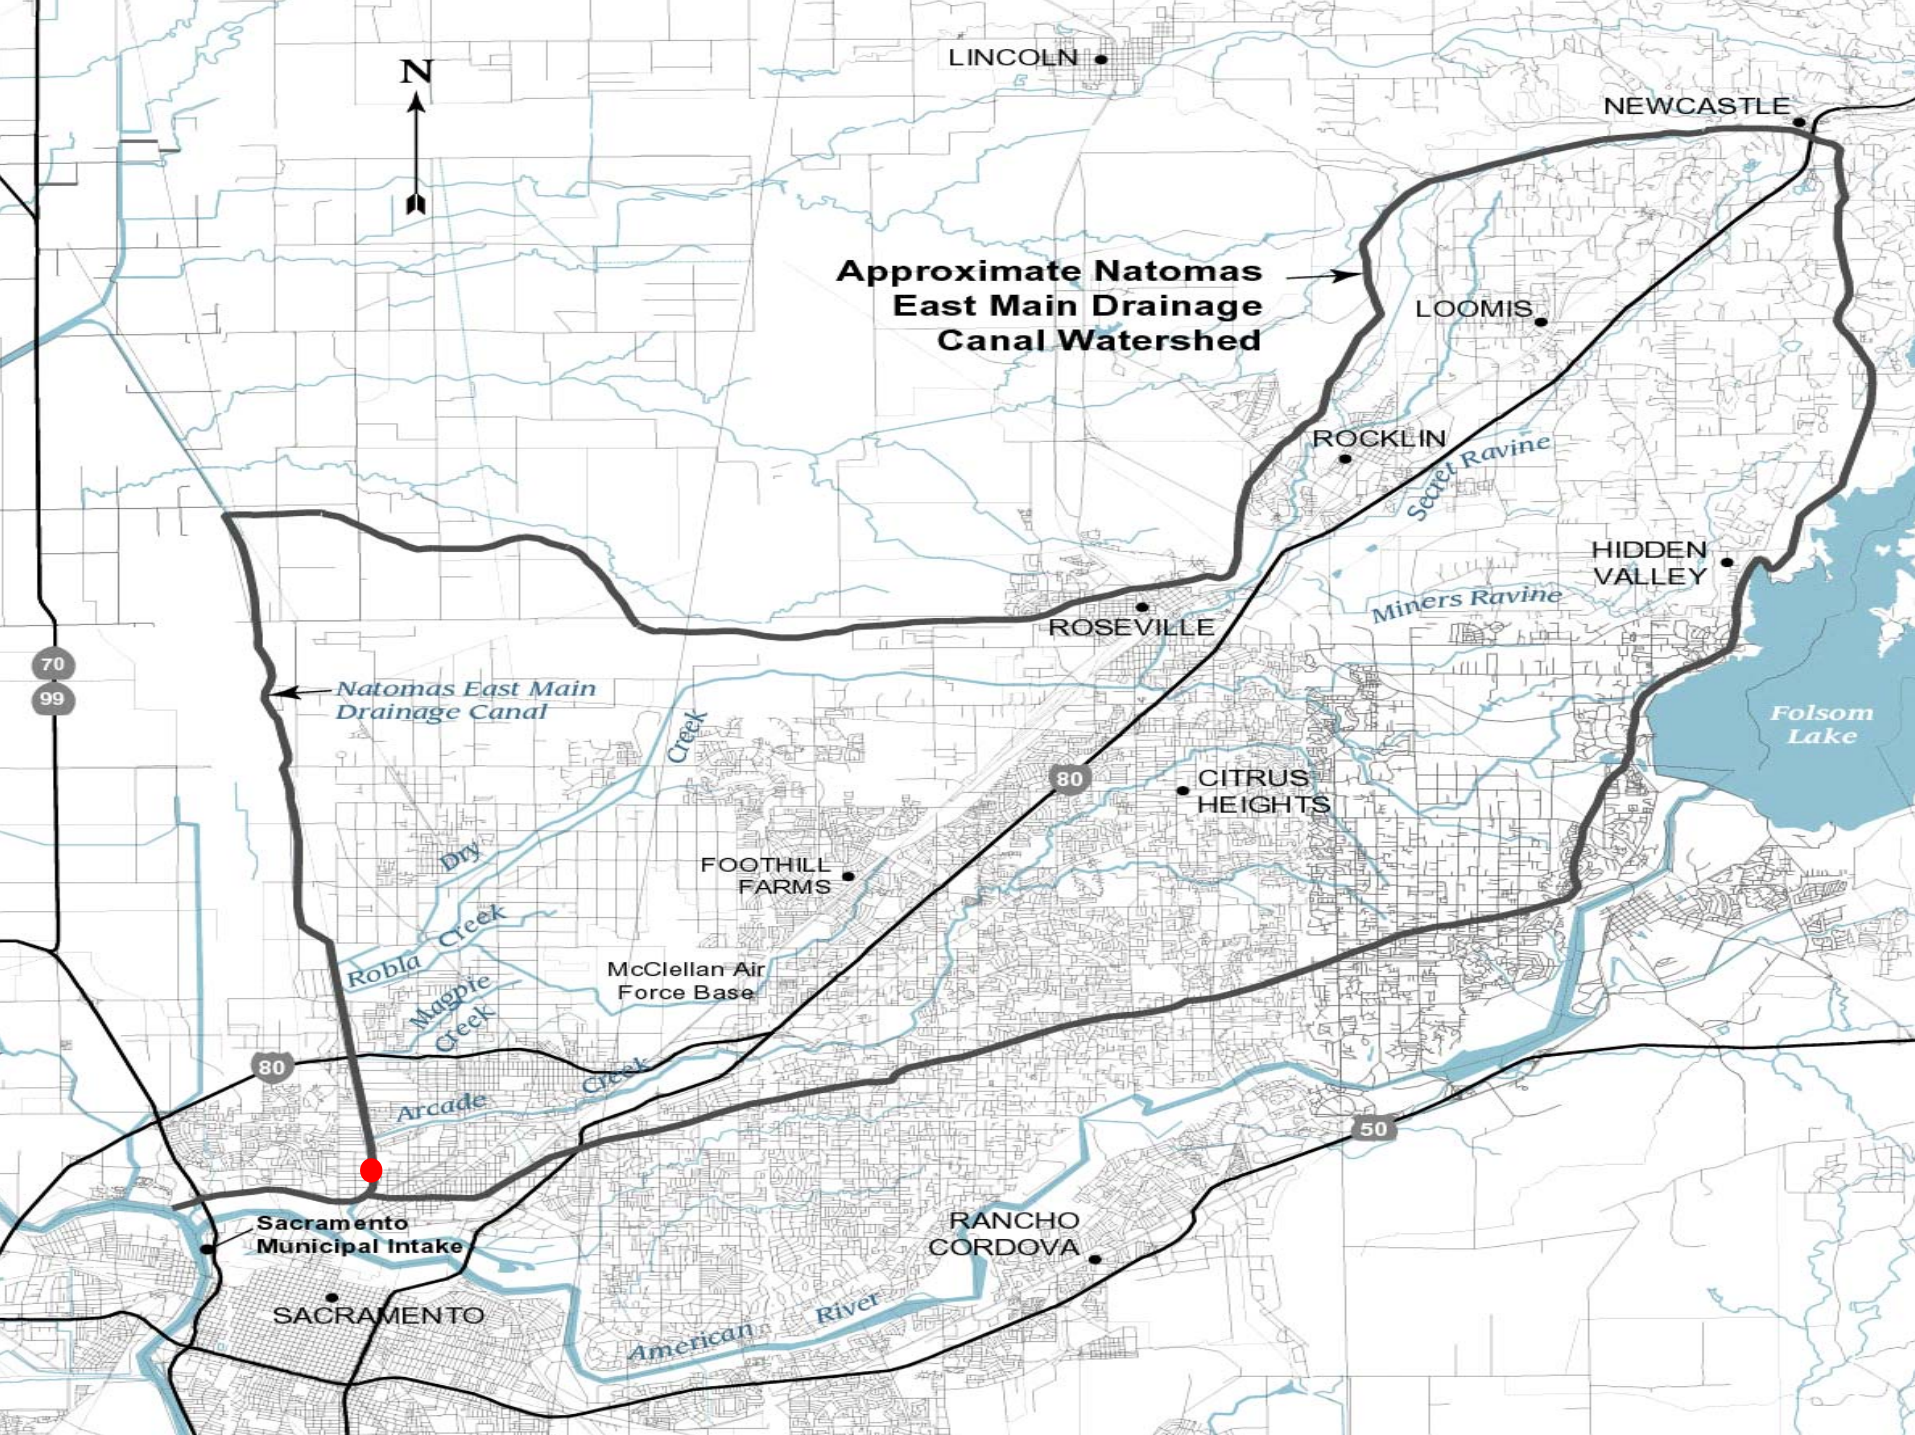 LINCOLN
N
NEWCASTLE
Approximate Natomas
East Main Drainage
Canal Watershed
LOOMIS
ROCKLIN
Secret Ravine
HIDDEN
VALLEY
Miners Ravine
ROSEVILLE
70
99
Natomas East Main
Drainage Canal
Creek
Folsom
Lake
80
CITRUS
HEIGHTS
Dry
FOOTHILL
FARMS
Creek
Robla
McClellan Air
Force Base
Magpie
Creek
80
Creek
Arcade
50
Sacramento
Municipal Intake
RANCHO
CORDOVA
SACRAMENTO
American River